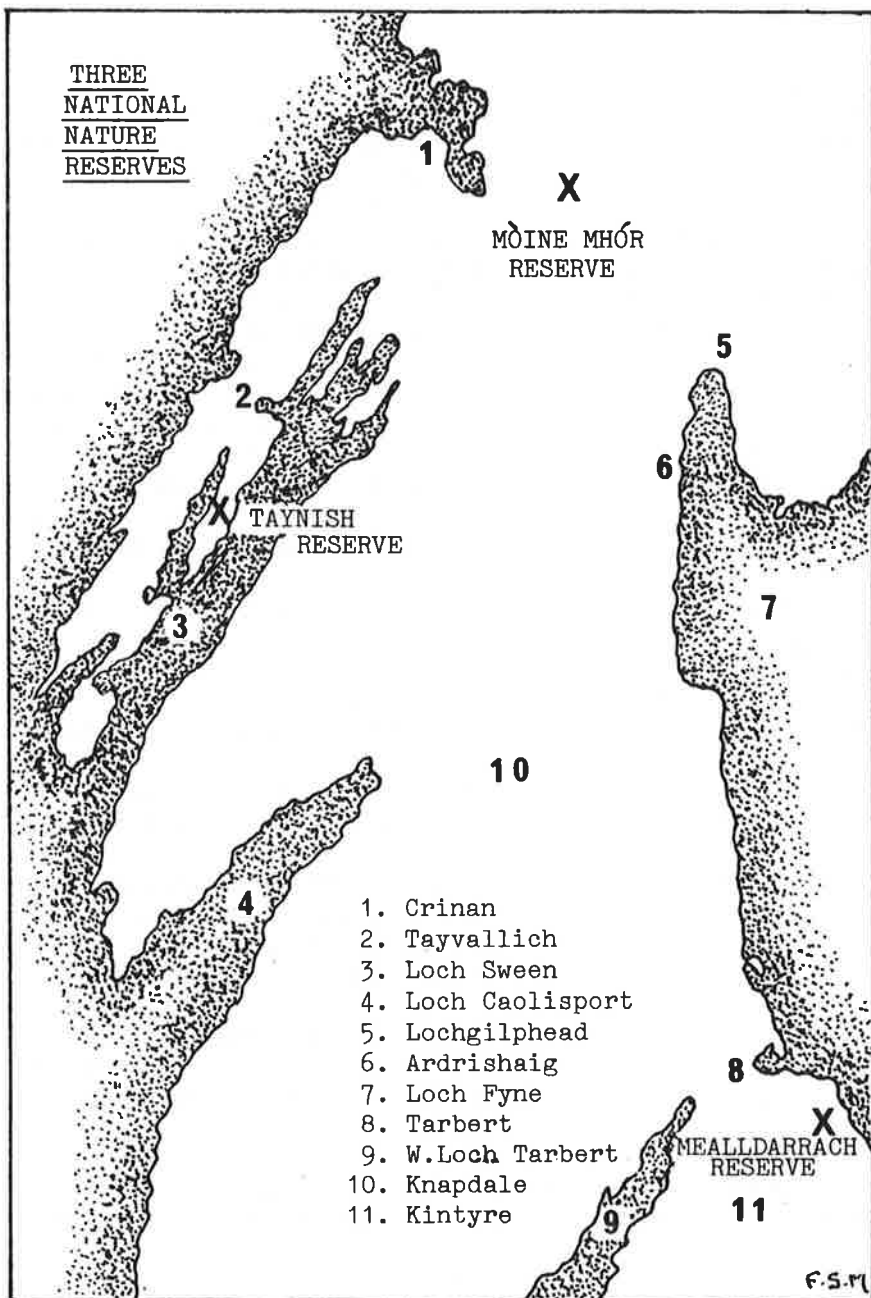 THREE
NATIONAL
NATURE
RESERVES
1
X
MÒINE MHÓR
RESERVE
5
2
6
X TAYNISH
RESERVE
3
7
10
4
1. Crinan
2. Tayvallich
3. Loch Sween
4. Loch Caolisport
5. Lochgilphead
6. Ardrishaig
7. Loch Fyne
8. Tarbert
9. W.Loch Tarbert
10. Knapdale
11. Kintyre
8
X
MEALLDARRACH
RESERVE
9
11
F.S.M